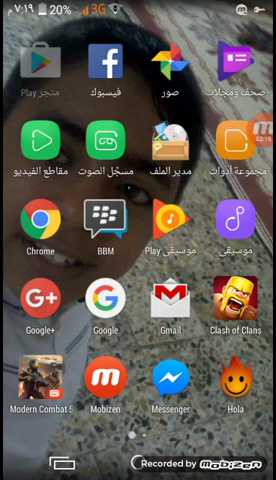 م ٧:١٩ 20% 3G
02:19
متجر Play فيسبوك صور صحف ومجلات
مقاطع الفيديو مسجّل الصوت مدير الملف مجموعة أدوات
Chrome BBM موسيقى Play موسيقى
Google+ Google Gmail Clash of Clans
Modern Combat 5 Mobizen Messenger Hola
Recorded by mobizen